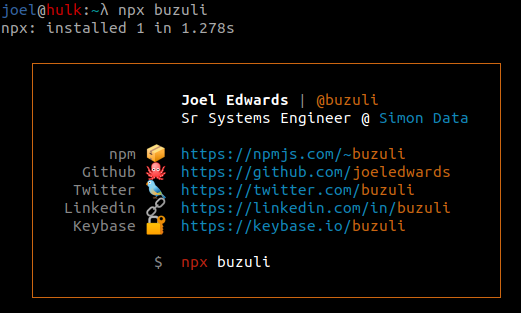 joel@hulk:~λ npx buzuli
npx: installed 1 in 1.278s
Joel Edwards | @buzuli
Sr Systems Engineer @ Simon Data
npm 📦 https://npmjs.com/~buzuli
Github 🐙 https://github.com/joeledwards
Twitter 🐦 https://twitter.com/buzuli
Linkedin 🔗 https://linkedin.com/in/buzuli
Keybase 🔐 https://keybase.io/buzuli
$ npx buzuli